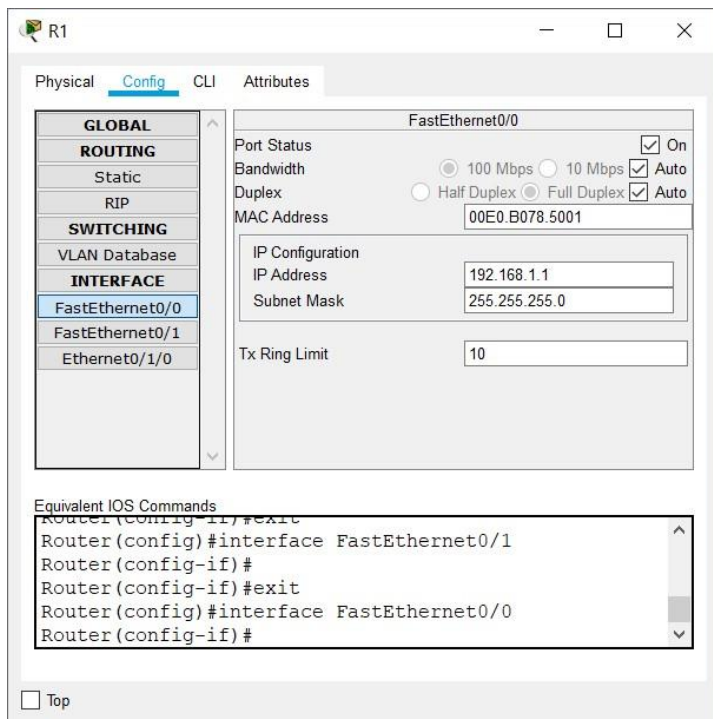 R1
Physical Config CLI Attributes
GLOBAL
ROUTING
Static
RIP
SWITCHING
VLAN Database
INTERFACE
FastEthernet0/0
FastEthernet0/1
Ethernet0/1/0
FastEthernet0/0
Port Status On
Bandwidth 100 Mbps 10 Mbps Auto
Duplex Half Duplex Full Duplex Auto
MAC Address 00E0.B078.5001
IP Configuration
IP Address 192.168.1.1
Subnet Mask 255.255.255.0
Tx Ring Limit 10
Equivalent IOS Commands
Router(config-if)#exit
Router(config)#interface FastEthernet0/1
Router(config-if)#
Router(config-if)#exit
Router(config)#interface FastEthernet0/0
Router(config-if)#
Top